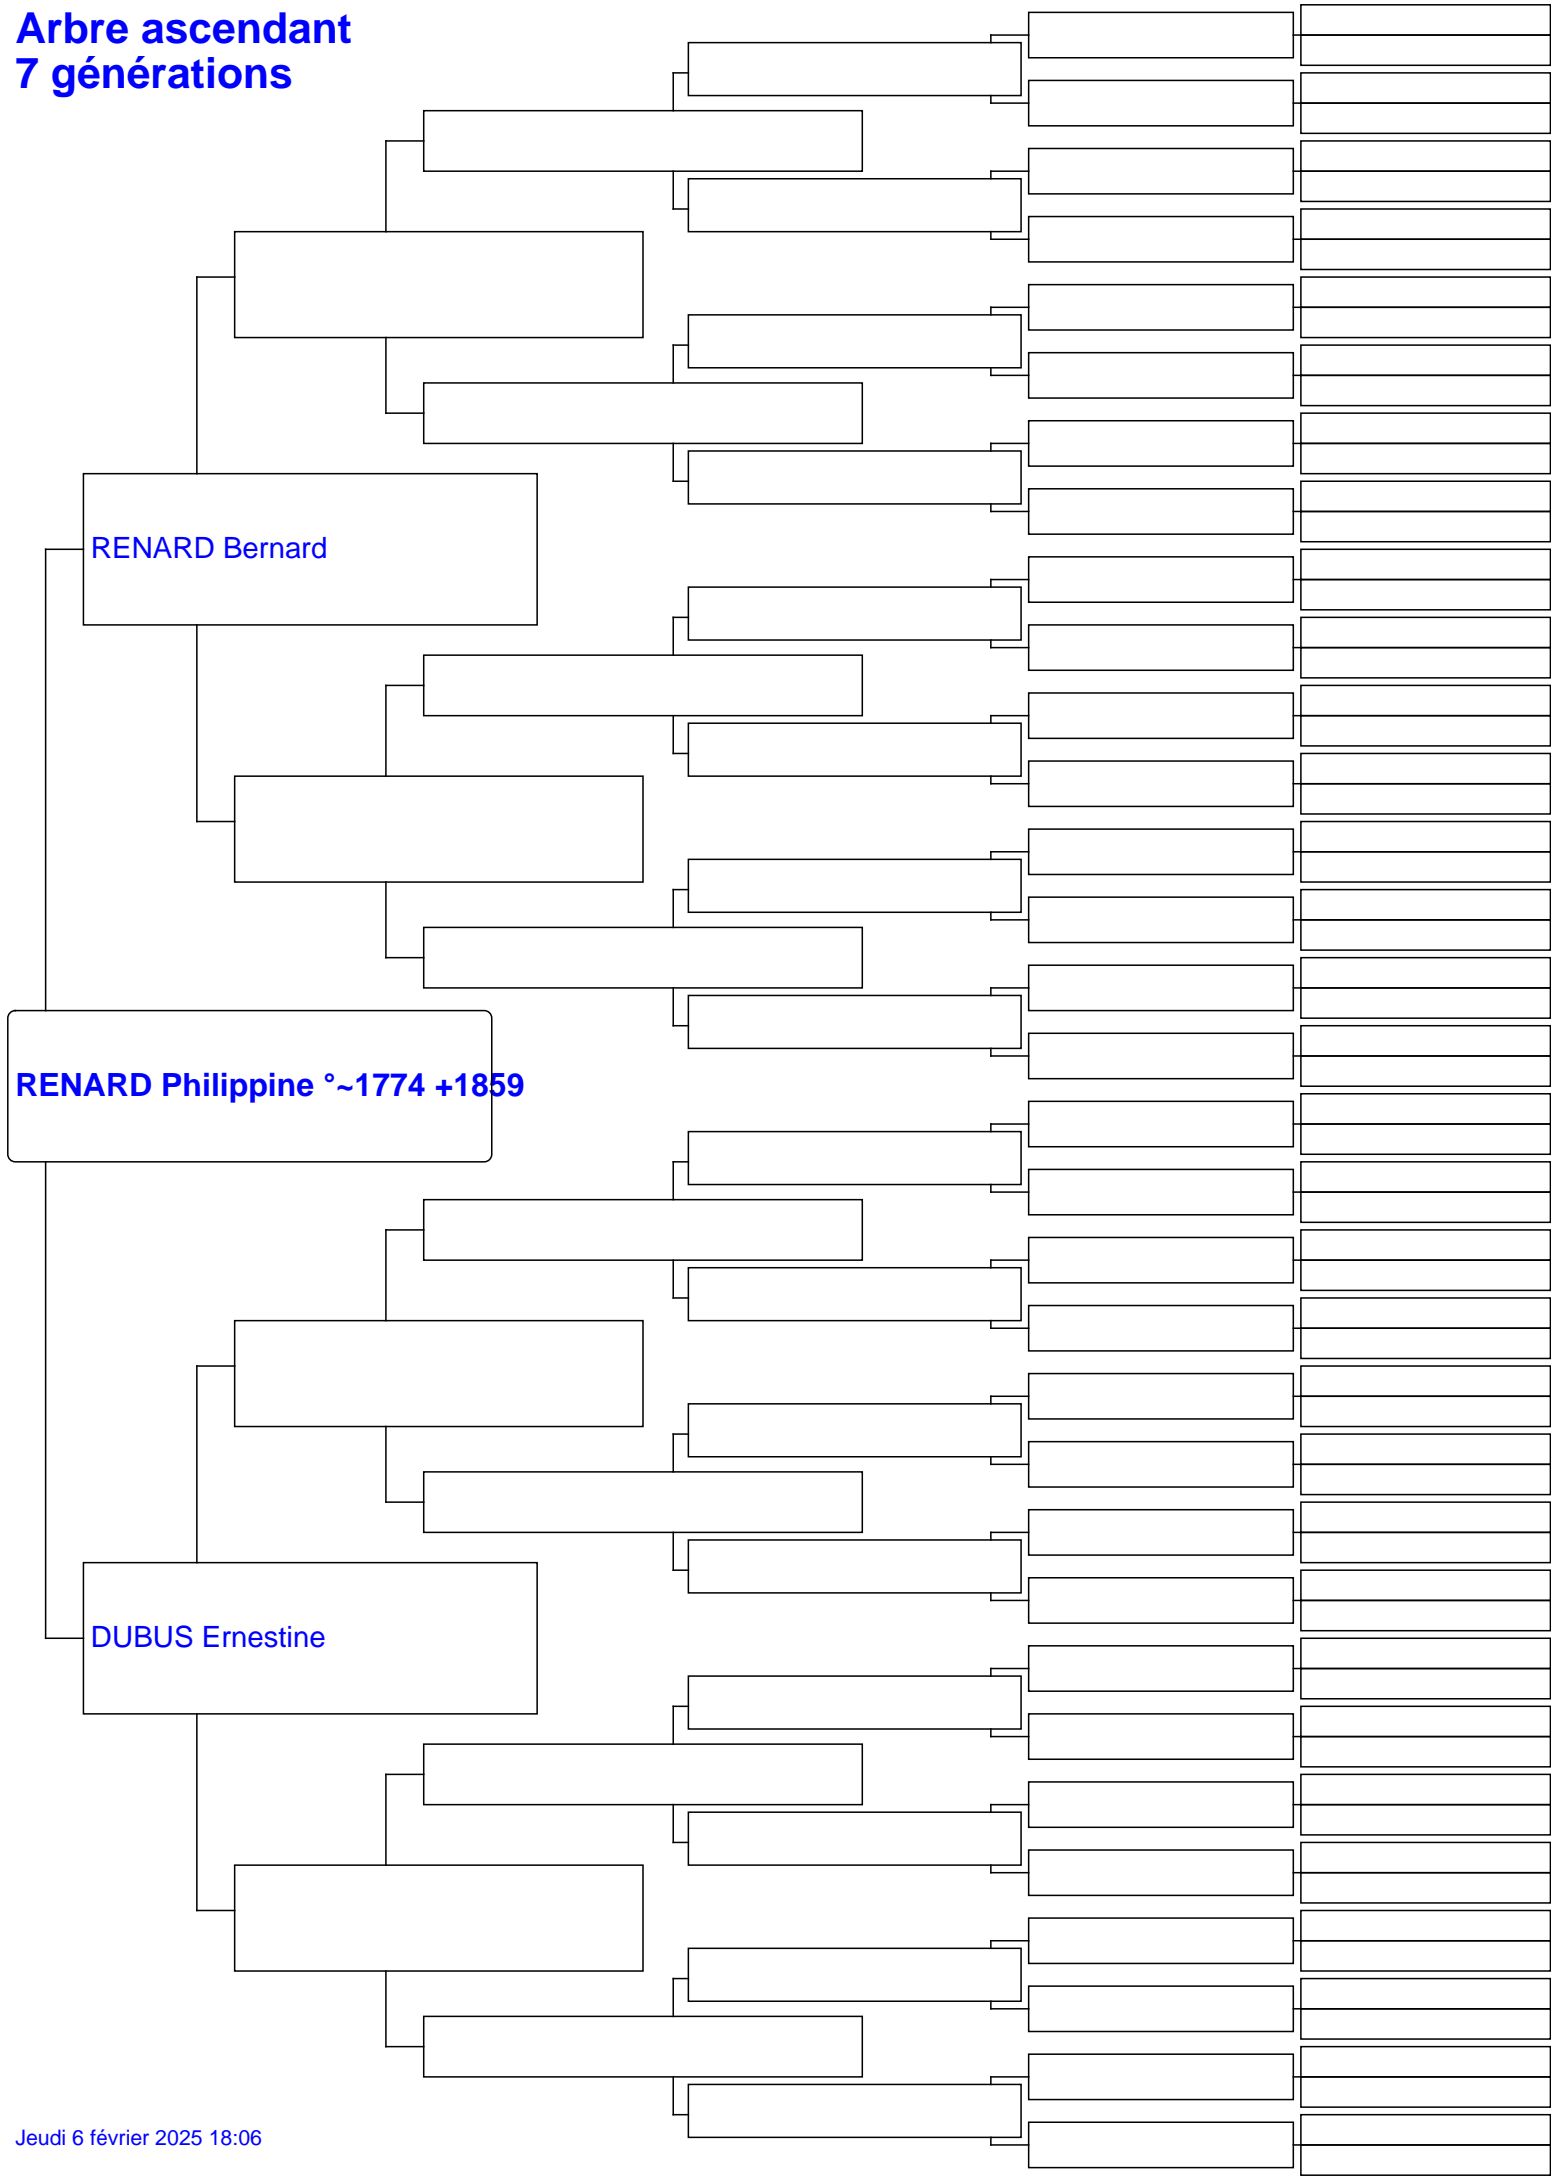 Arbre ascendant
7 générations
RENARD Bernard
RENARD Philippine °~1774 +1859
DUBUS Ernestine
Jeudi 6 février 2025 18:06